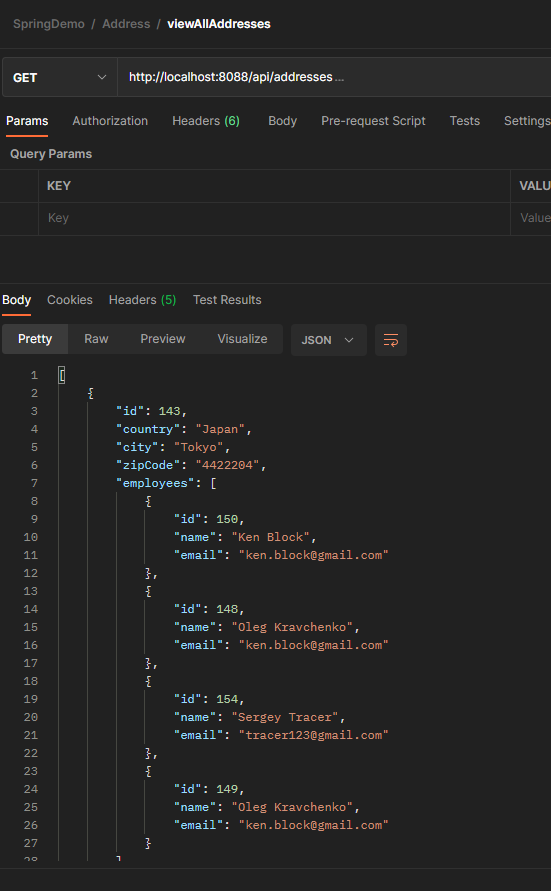 SpringDemo / Address / viewAllAddresses
GET http://localhost:8088/api/addresses ...
Params Authorization Headers (6) Body Pre-request Script Tests Settings
Query Params
KEY VALU
Key Value
Body Cookies Headers (5) Test Results
Pretty Raw Preview Visualize JSON
1 [
2 {
3 "id": 143,
4 "country": "Japan",
5 "city": "Tokyo",
6 "zipCode": "4422204",
7 "employees": [
8 {
9 "id": 150,
10 "name": "Ken Block",
11 "email": "ken.block@gmail.com"
12 },
13 {
14 "id": 148,
15 "name": "Oleg Kravchenko",
16 "email": "ken.block@gmail.com"
17 },
18 {
19 "id": 154,
20 "name": "Sergey Tracer",
21 "email": "tracer123@gmail.com"
22 },
23 {
24 "id": 149,
25 "name": "Oleg Kravchenko",
26 "email": "ken.block@gmail.com"
27 }
28 ]